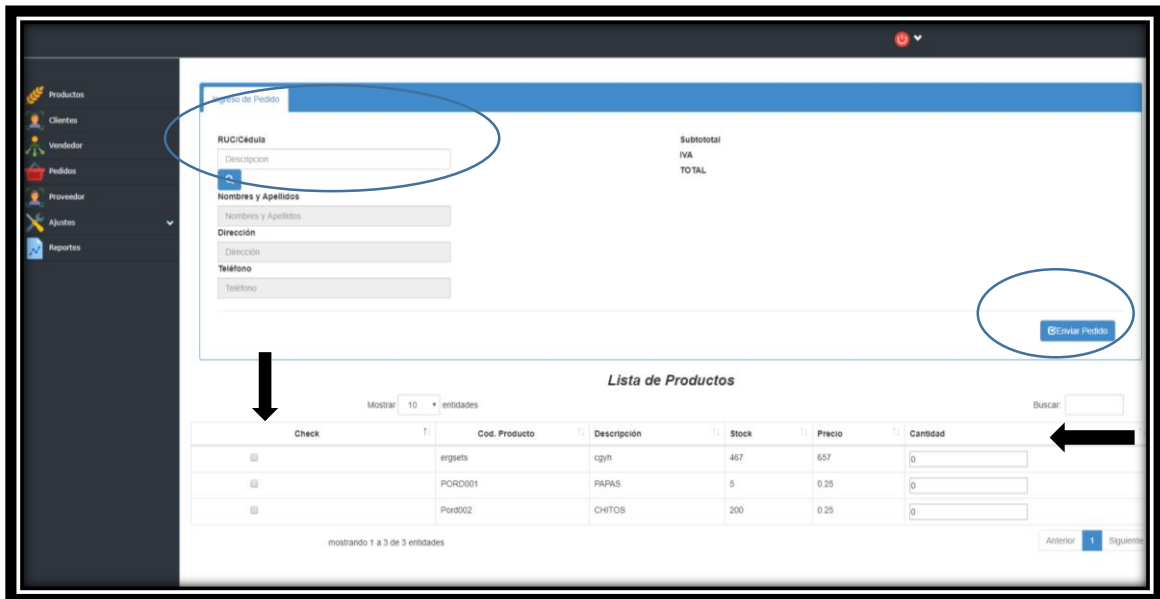 Productos
Clientes
Vendedor
Pedidos
Proveedor
Ajustes
Reportes
Ingreso de Pedido
RUC/Cédula
Descripcion
Nombres y Apellidos
Nombres y Apellidos
Dirección
Dirección
Teléfono
Teléfono
Subtototal
IVA
TOTAL
Enviar Pedido
Lista de Productos
Mostrar 10 entidades Buscar:
Check Cod. Producto Descripción Stock Precio Cantidad
ergsets cgyh 467 657 0
PORD001 PAPAS 5 0.25 0
Pord002 CHITOS 200 0.25 0
mostrando 1 a 3 de 3 entidades Anterior 1 Siguiente